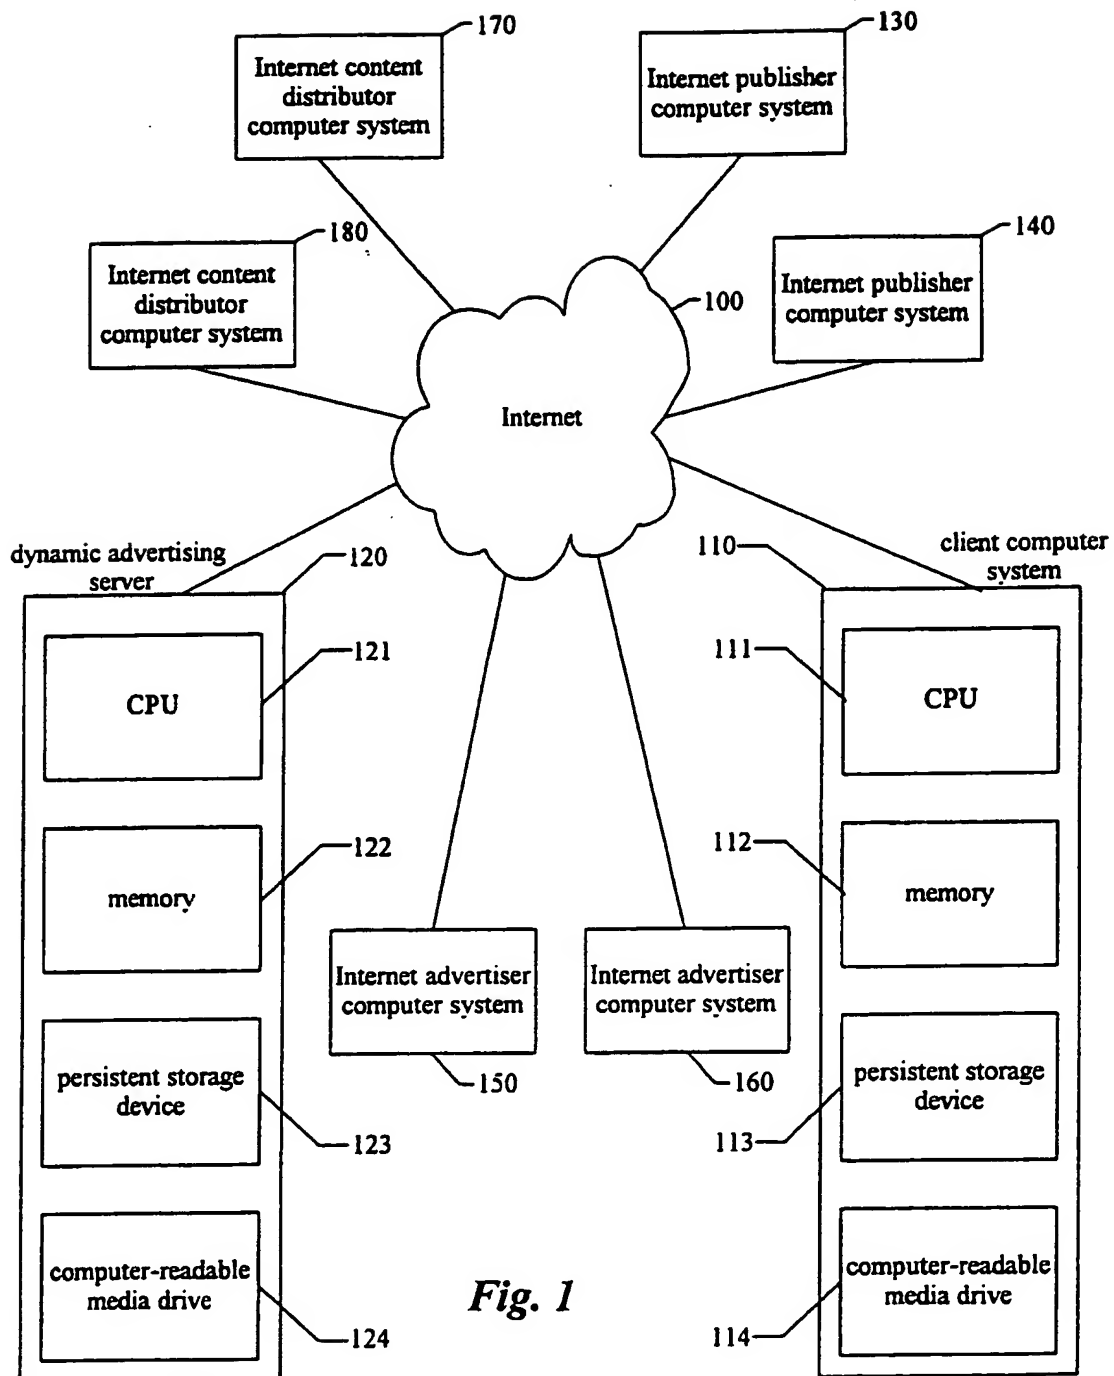 170
Internet content
distributor
computer system
130
Internet publisher
computer system
180
Internet content
distributor
computer system
140
Internet publisher
computer system
100
Internet
dynamic advertising
server
120
110
client computer
system
121
CPU
111
CPU
122
memory
112
memory
Internet advertiser
computer system
150
Internet advertiser
computer system
160
persistent storage
device
123
persistent storage
device
113
computer-readable
media drive
124
Fig. 1
computer-readable
media drive
114